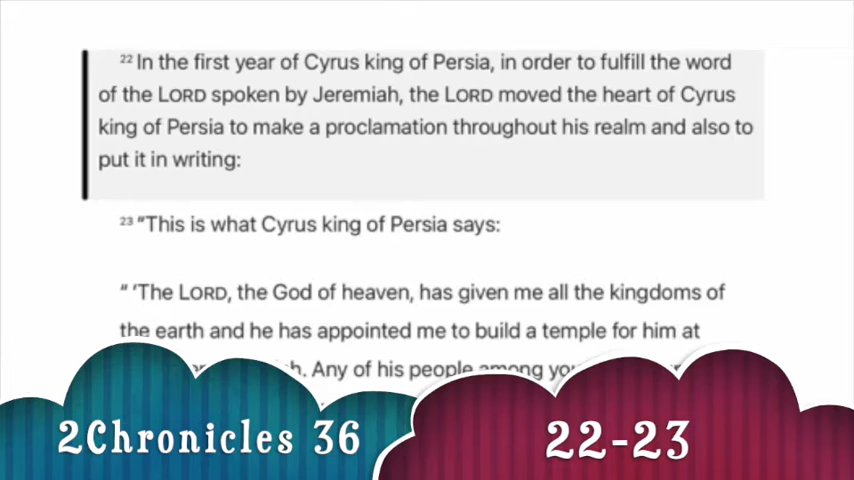 22 In the first year of Cyrus king of Persia, in order to fulfill the word
of the LORD spoken by Jeremiah, the LORD moved the heart of Cyrus
king of Persia to make a proclamation throughout his realm and also to
put it in writing:
23 “This is what Cyrus king of Persia says:
“ ‘The LORD, the God of heaven, has given me all the kingdoms of
the earth and he has appointed me to build a temple for him at
Any of his people among
2Chronicles 36
22-23